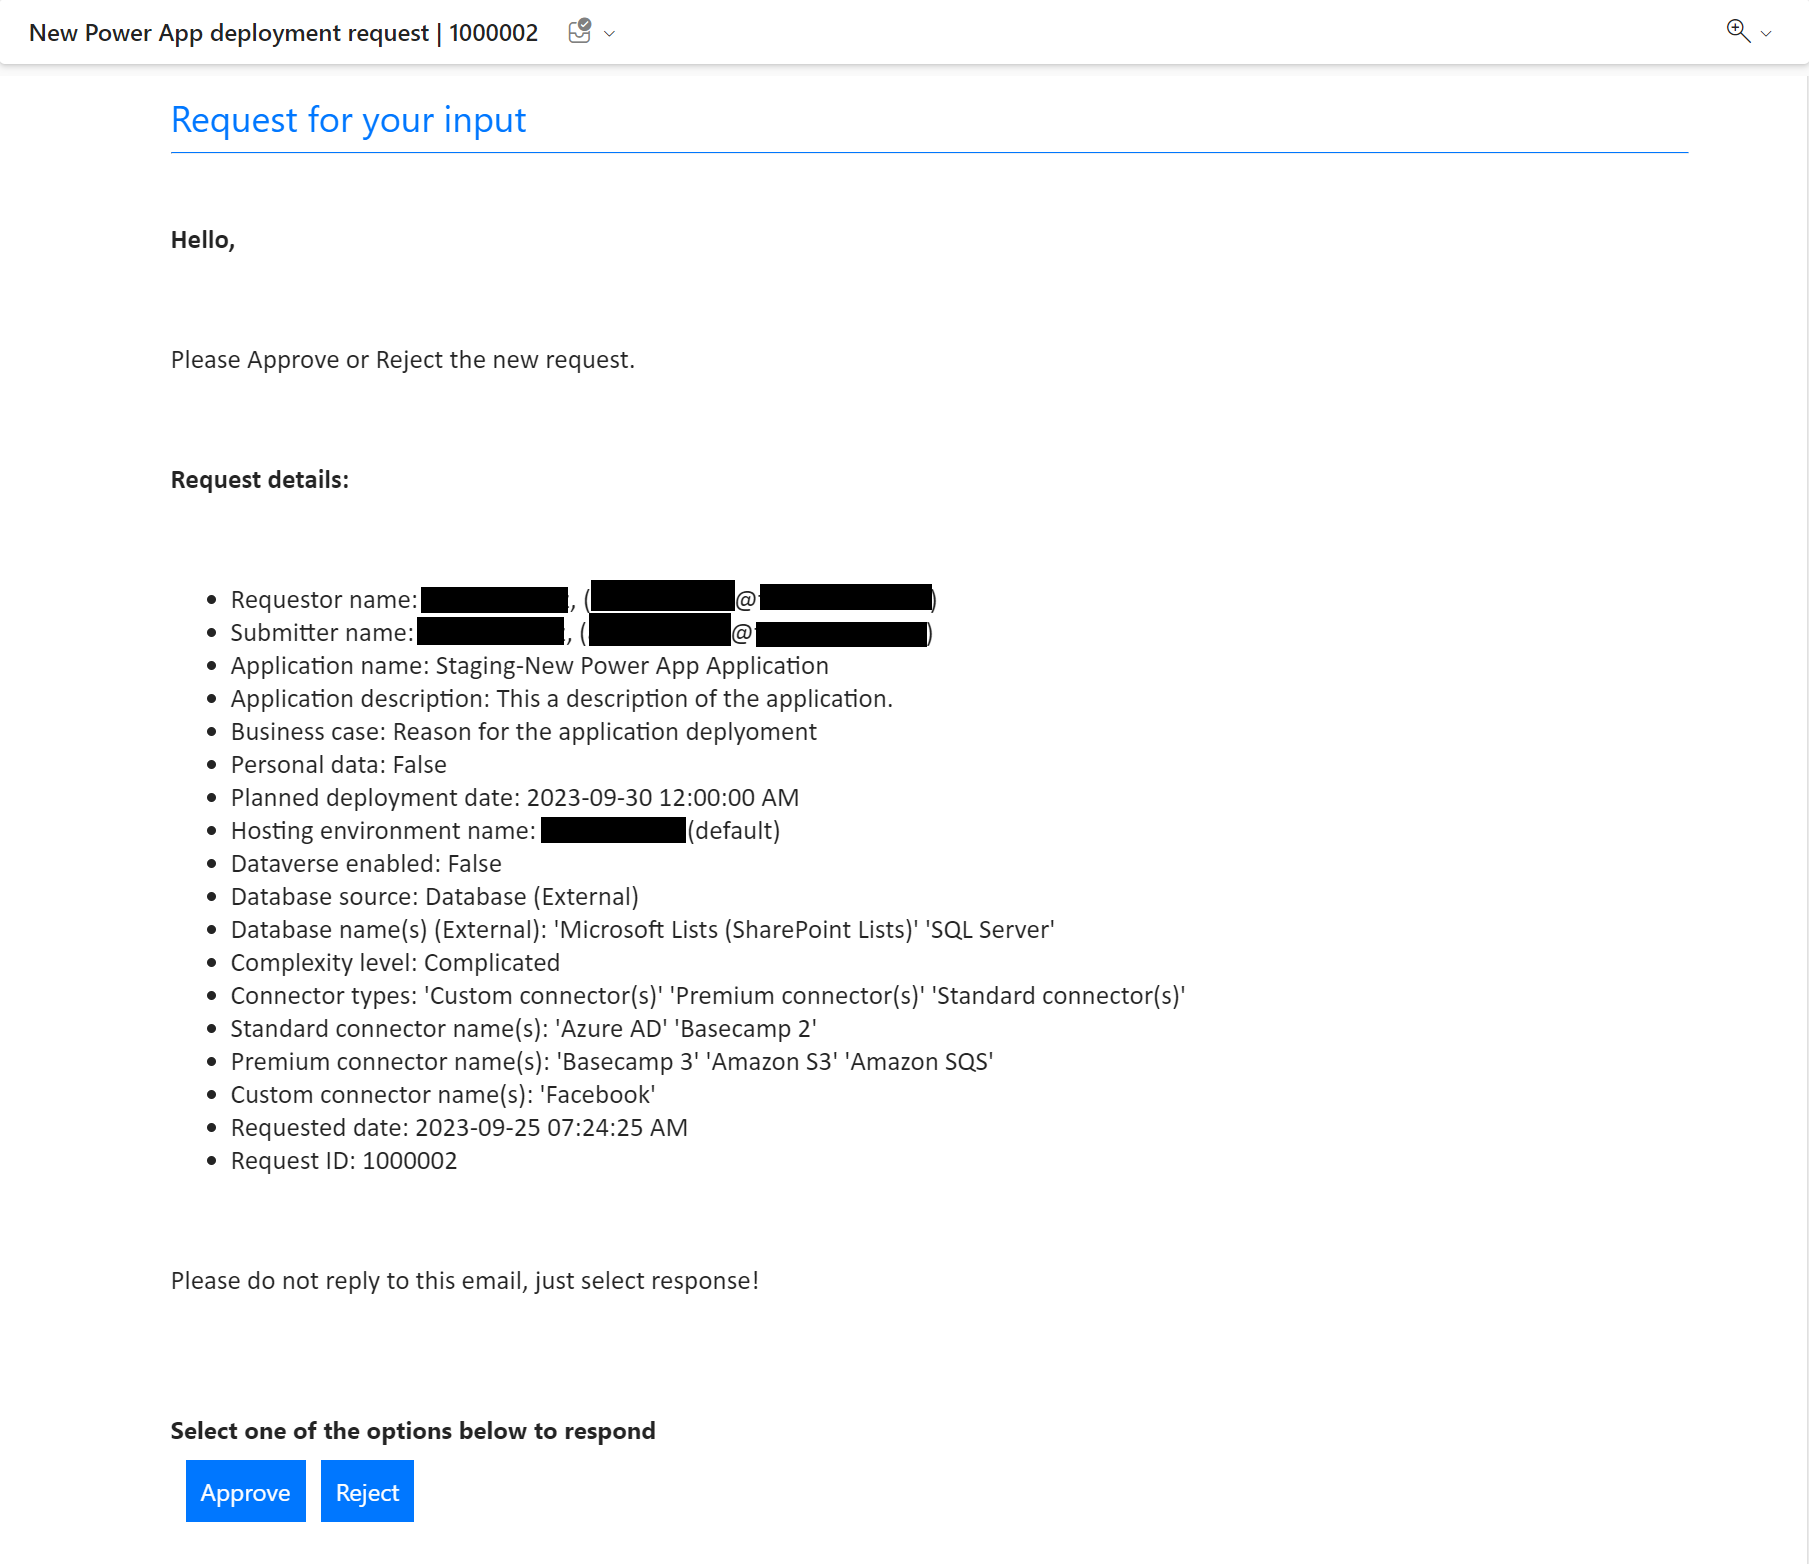 New Power App deployment request | 1000002
Request for your input
Hello,
Please Approve or Reject the new request.
Request details:
Requestor name: , ( @ )
Submitter name: , ( @ )
Application name: Staging-New Power App Application
Application description: This a description of the application.
Business case: Reason for the application deplyoment
Personal data: False
Planned deployment date: 2023-09-30 12:00:00 AM
Hosting environment name: (default)
Dataverse enabled: False
Database source: Database (External)
Database name(s) (External): 'Microsoft Lists (SharePoint Lists)' 'SQL Server'
Complexity level: Complicated
Connector types: 'Custom connector(s)' 'Premium connector(s)' 'Standard connector(s)'
Standard connector name(s): 'Azure AD' 'Basecamp 2'
Premium connector name(s): 'Basecamp 3' 'Amazon S3' 'Amazon SQS'
Custom connector name(s): 'Facebook'
Requested date: 2023-09-25 07:24:25 AM
Request ID: 1000002
Please do not reply to this email, just select response!
Select one of the options below to respond
Approve Reject